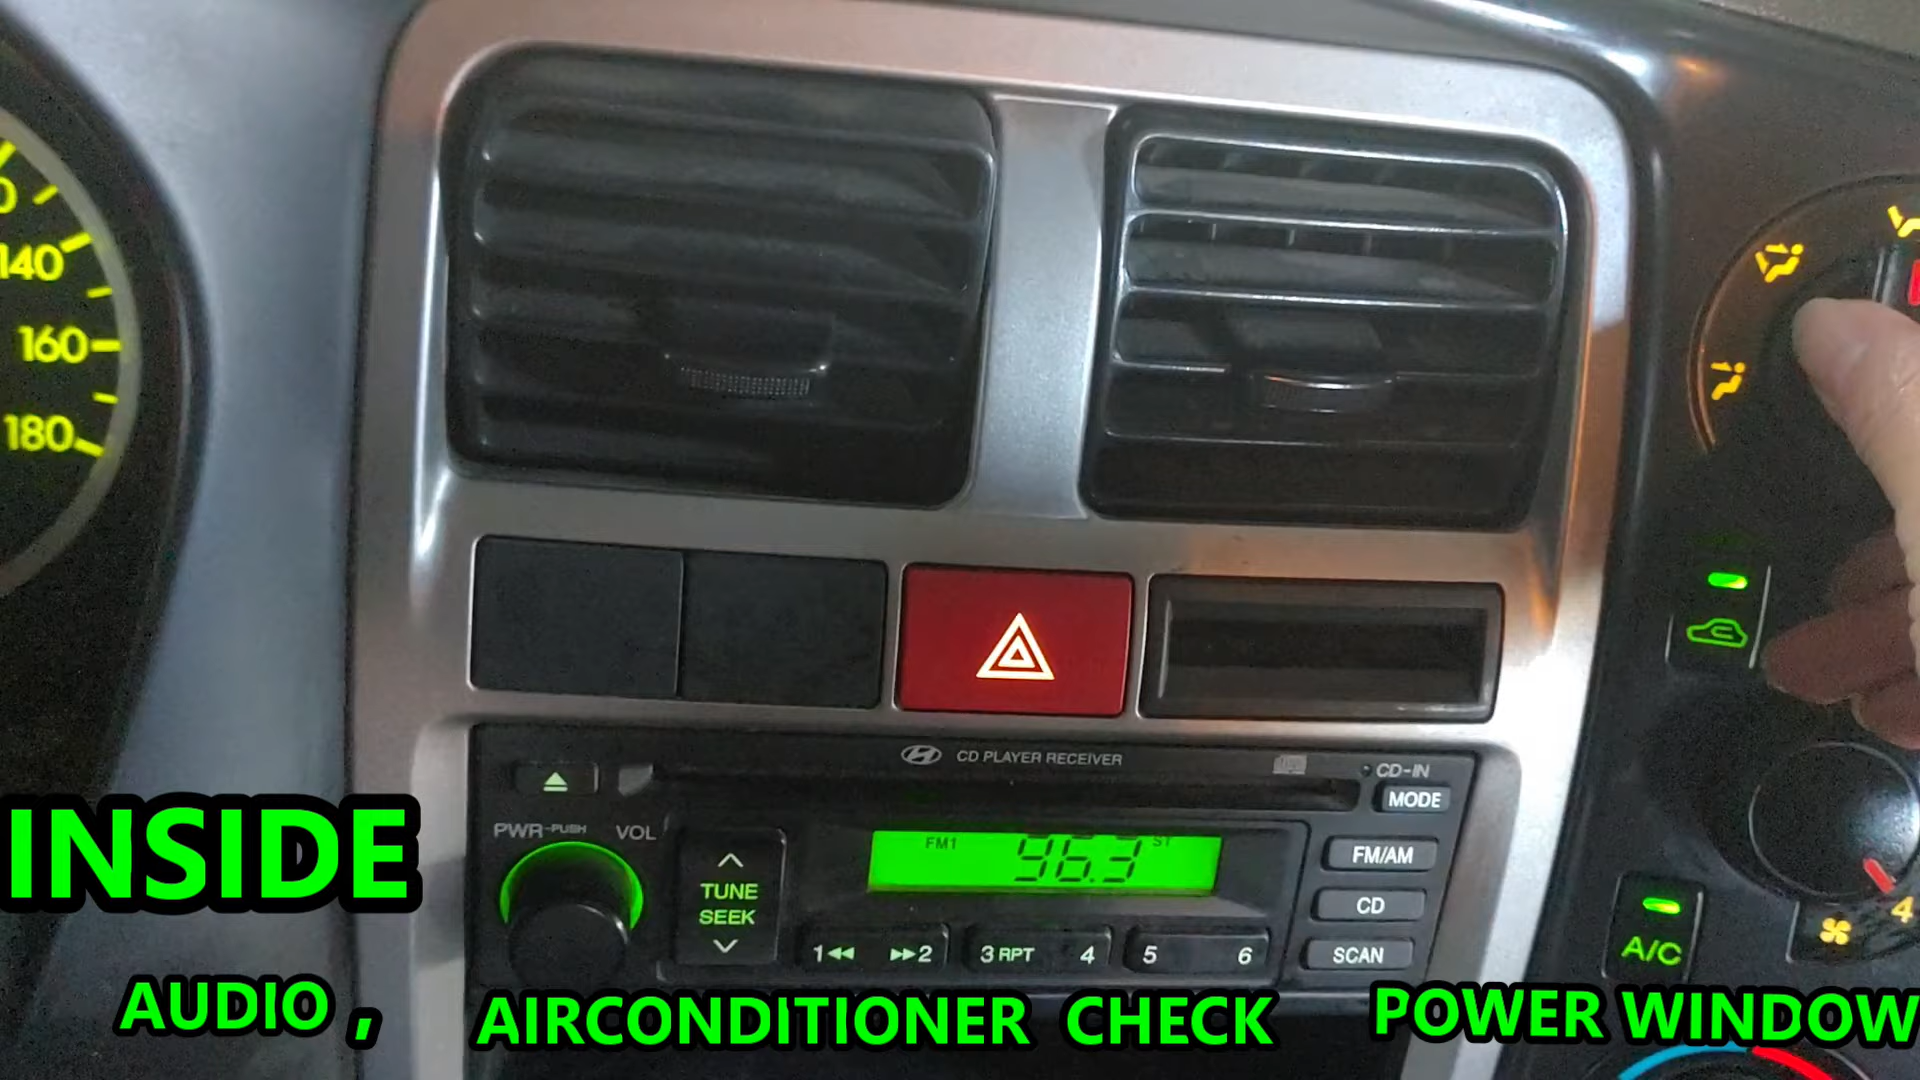 140
160
180
CD PLAYER RECEIVER
CD-IN
MODE
PWR-PUSH VOL
FM1 96.3 ST
FM/AM
TUNE
SEEK
CD
1 2 3 RPT 4 5 6
SCAN
4
A/C
INSIDE
AUDIO , AIRCONDITIONER CHECK POWER WINDOW